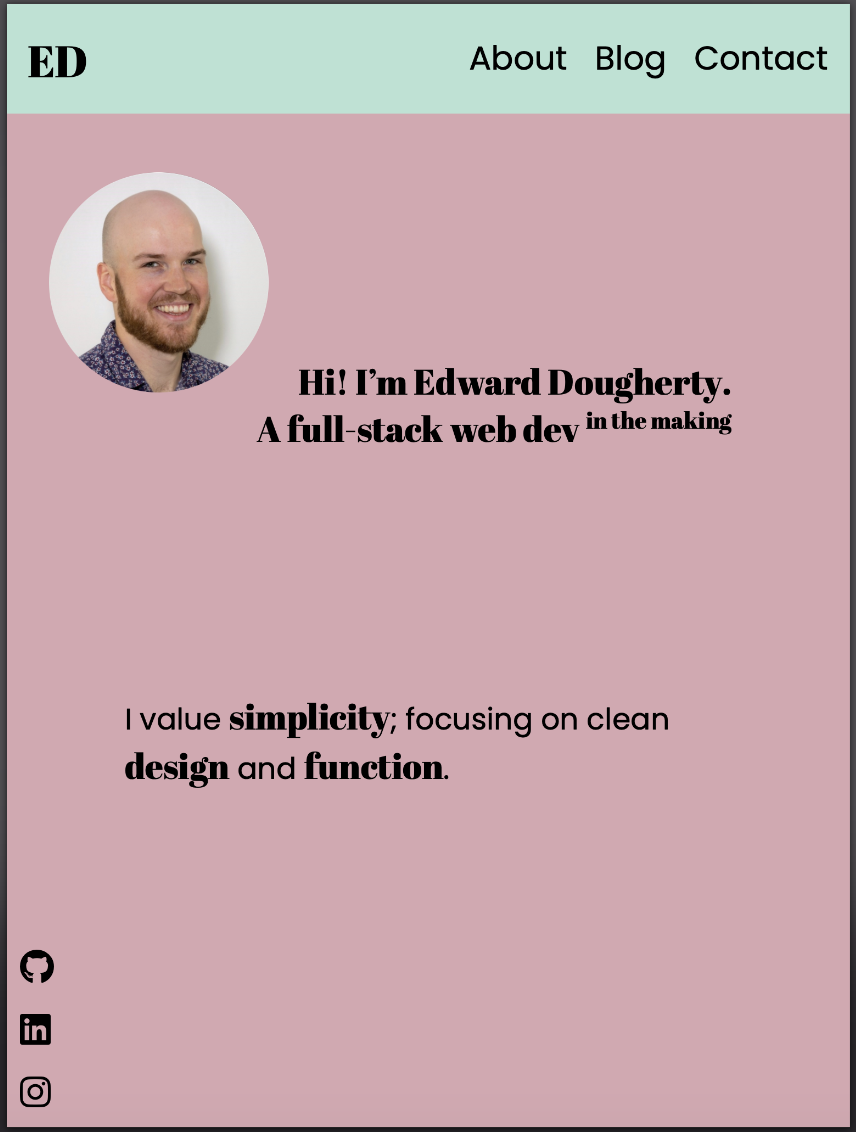 ED
About Blog Contact
Hi! I’m Edward Dougherty.
A full-stack web dev in the making
I value simplicity; focusing on clean
design and function.
in